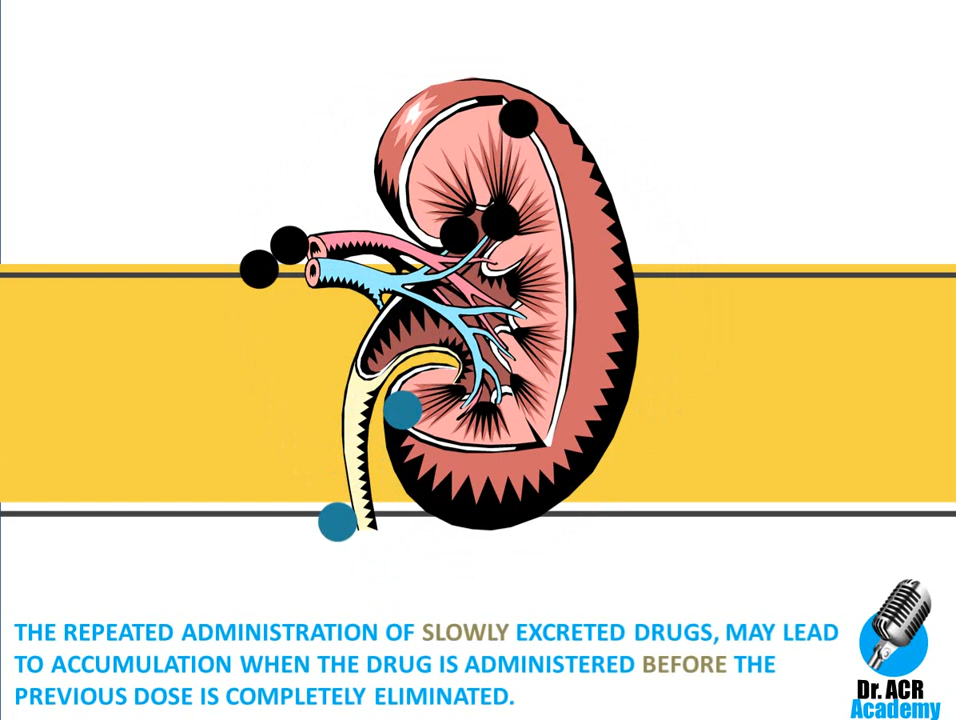 THE REPEATED ADMINISTRATION OF SLOWLY EXCRETED DRUGS, MAY LEAD
TO ACCUMULATION WHEN THE DRUG IS ADMINISTERED BEFORE THE
PREVIOUS DOSE IS COMPLETELY ELIMINATED.
Dr. ACR
Academy